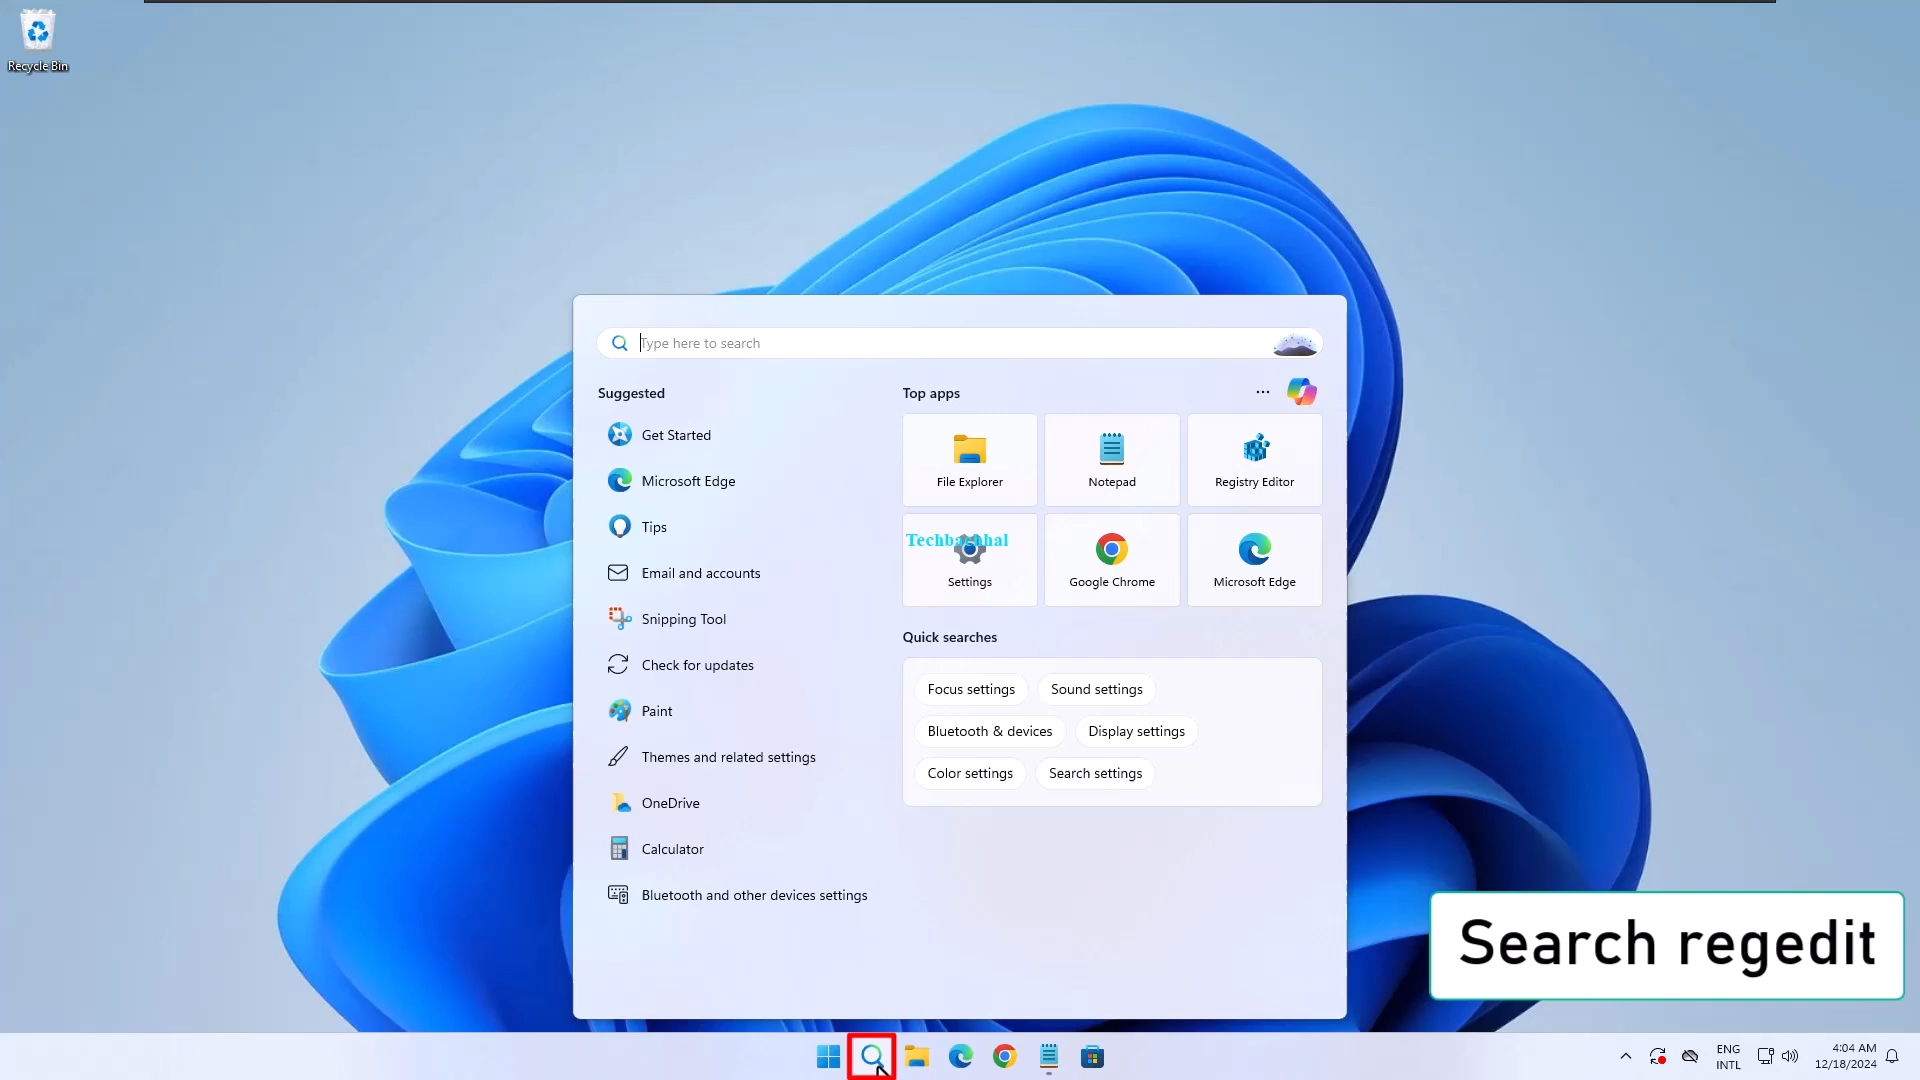 Recycle Bin
Type here to search
Suggested
Get Started
Microsoft Edge
Tips
Email and accounts
Snipping Tool
Check for updates
Paint
Themes and related settings
OneDrive
Calculator
Bluetooth and other devices settings
Top apps
File Explorer
Notepad
Registry Editor
Techbachhal
Settings
Google Chrome
Microsoft Edge
Quick searches
Focus settings
Sound settings
Bluetooth & devices
Display settings
Color settings
Search settings
Search regedit
ENG
INTL
4:04 AM
12/18/2024